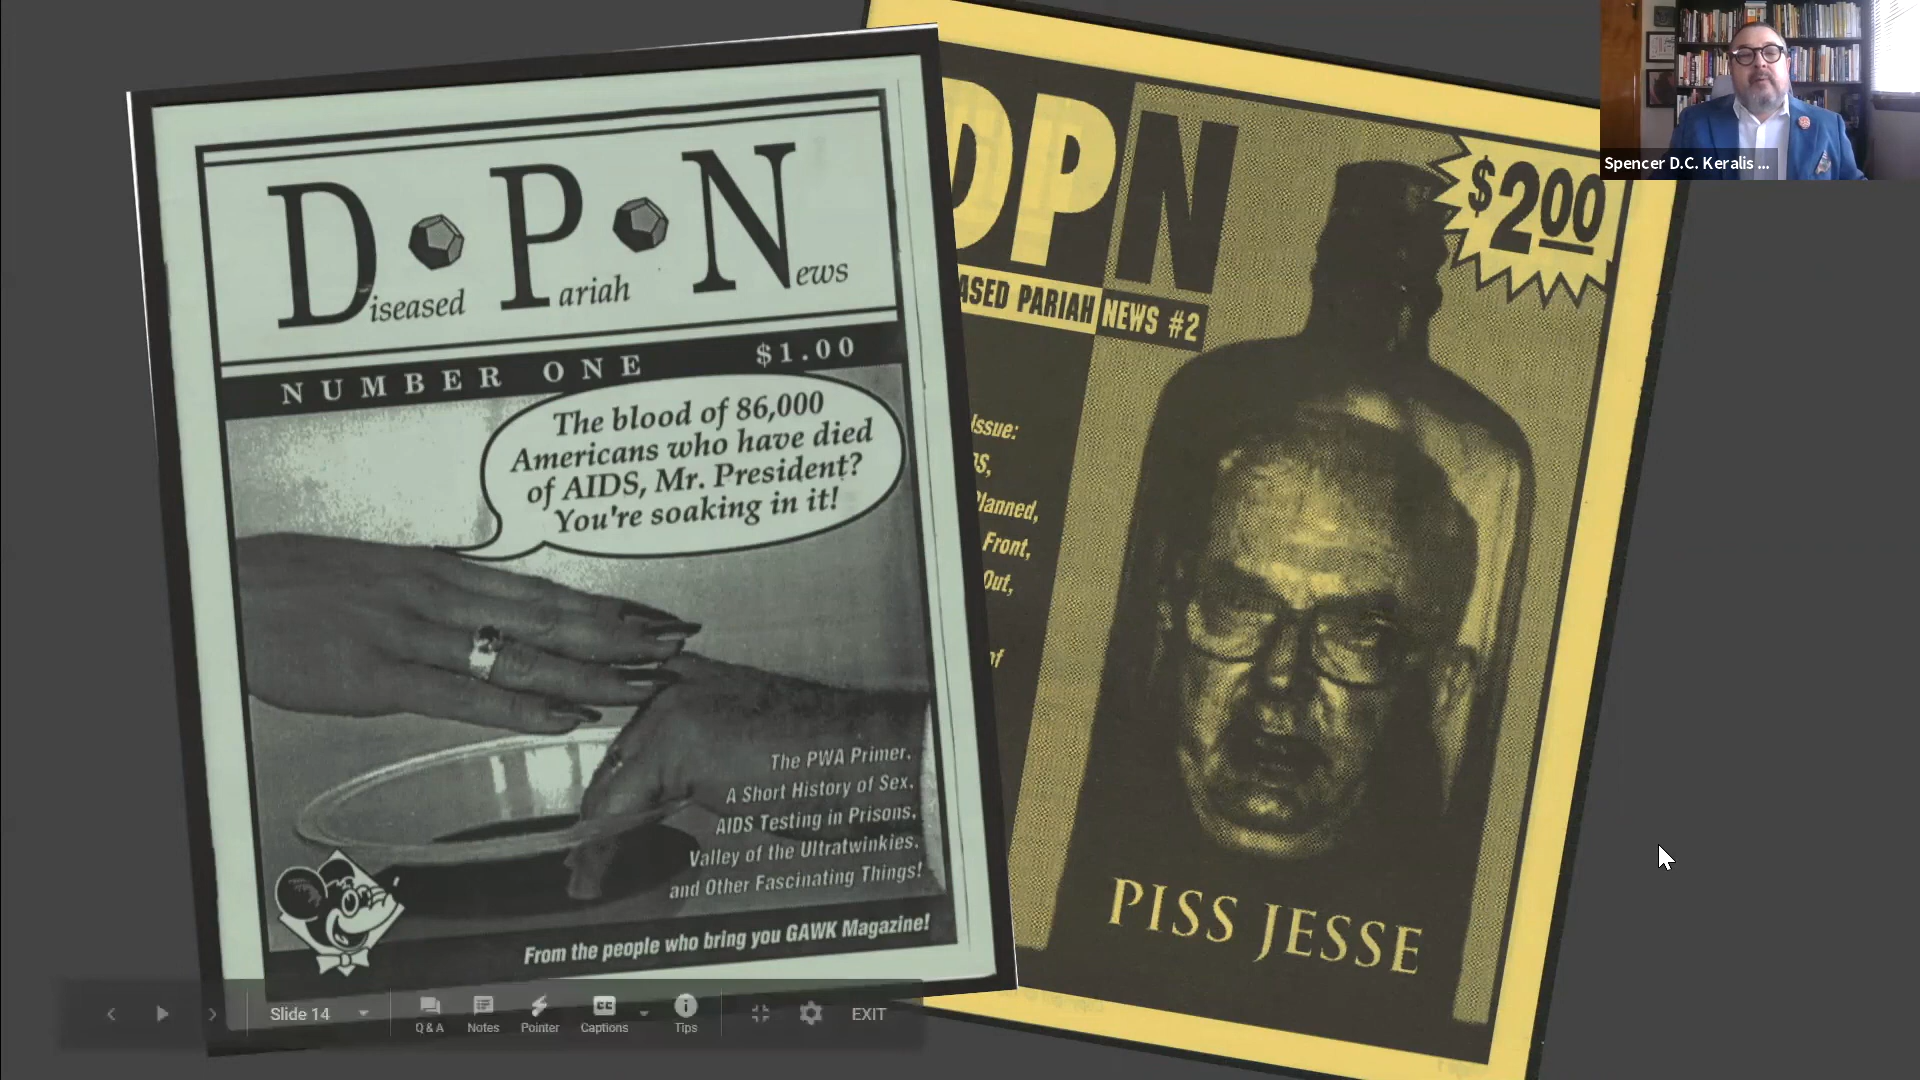 D P N
iseased ariah ews
NUMBER ONE $1.00
The blood of 86,000
Americans who have died
of AIDS, Mr. President?
You're soaking in it!
The PWA Primer,
A Short History of Sex,
AIDS Testing in Prisons,
Valley of the Ultratwinkies,
and Other Fascinating Things!
From the people who bring you GAWK Magazine!
DPN
$2.00
ASED PARIAH NEWS #2
Issue:
Planned,
Front,
Out,
of
PISS JESSE
Spencer D.C. Keralis ...
Slide 14
Q & A
Notes
Pointer
CC
Captions
Tips
EXIT